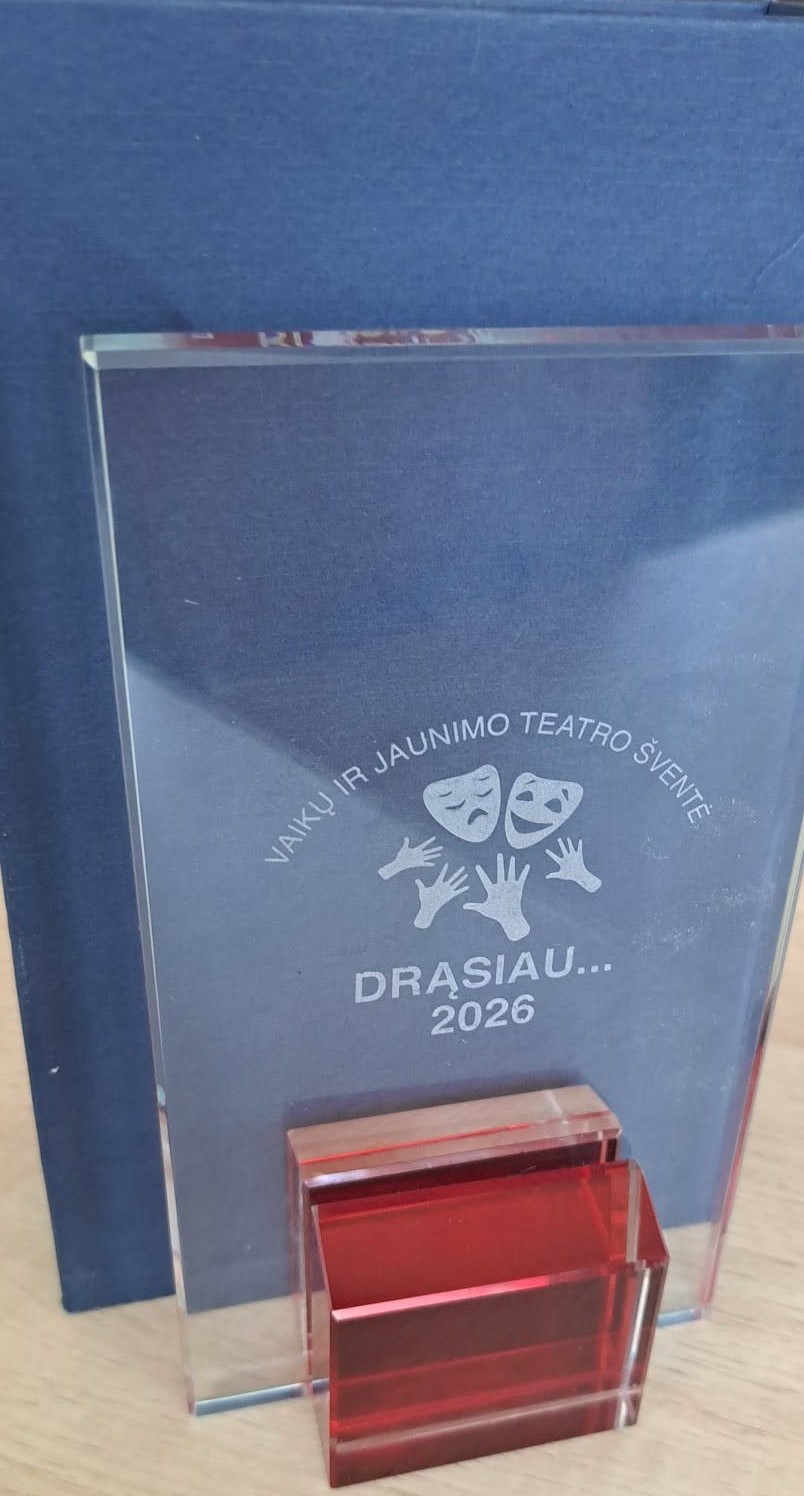 VAIKŲ IR JAUNIMO TEATRO ŠVENTĖ
DRĄSIAU...
2026